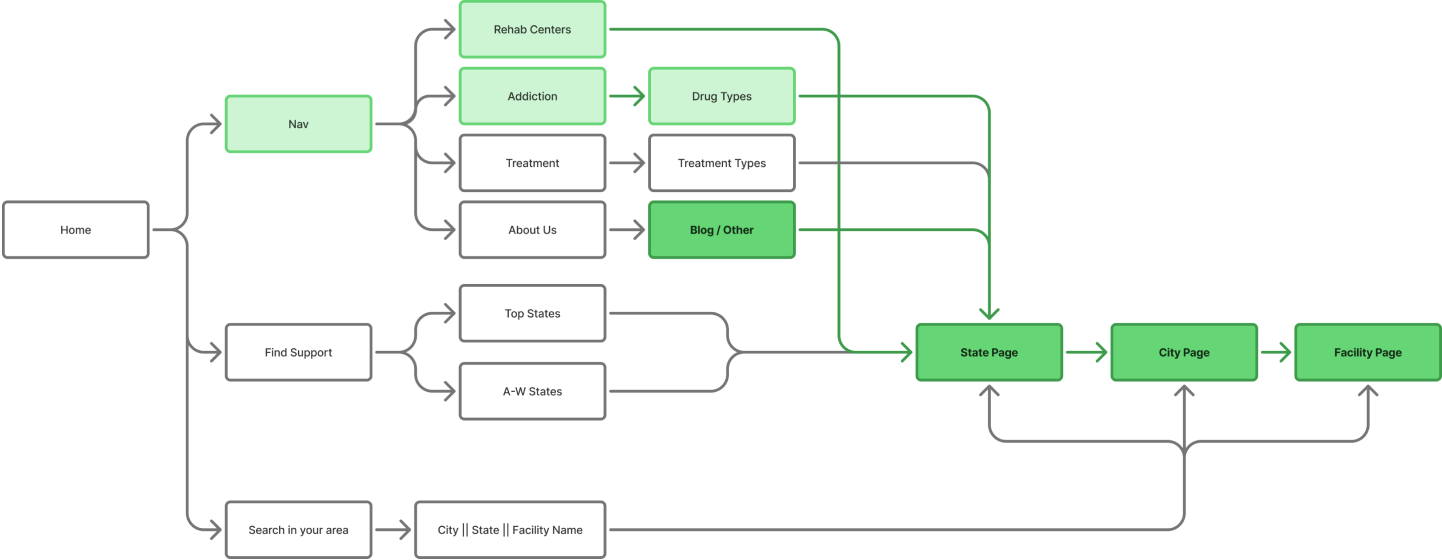 Rehab Centers
Addiction
Drug Types
Nav
Treatment
Treatment Types
Home
About Us
Blog / Other
Top States
Find Support
State Page
City Page
Facility Page
A-W States
Search in your area
City || State || Facility Name